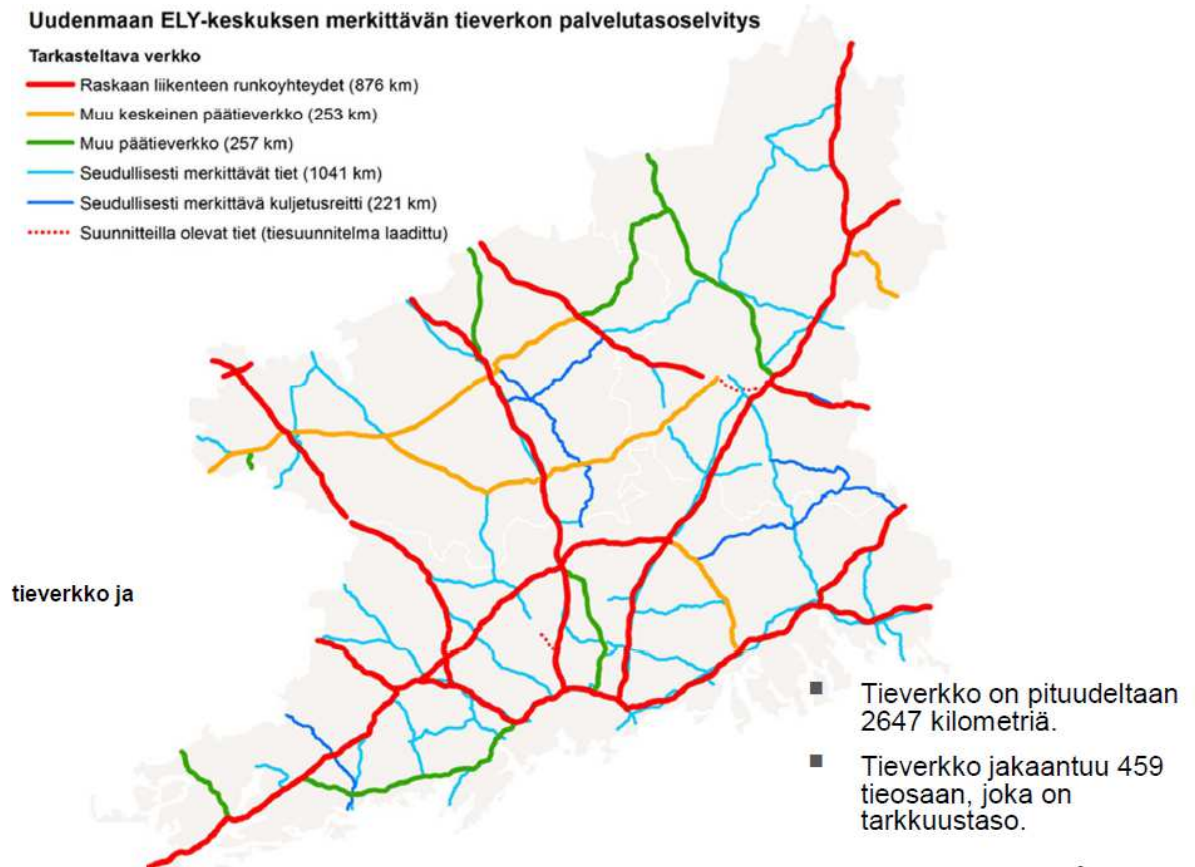 Uudenmaan ELY-keskuksen merkittävän tieverkon palvelutasoselvitys
Tarkasteltava verkko
Raskaan liikenteen runkoyhteydet (876 km)
Muu keskeinen päätieverkko (253 km)
Muu päätieverkko (257 km)
Seudullisesti merkittävät tiet (1041 km)
Seudullisesti merkittävä kuljetusreitti (221 km)
Suunnitteilla olevat tiet (tiesuunnitelma laadittu)
tieverkko ja
▪ Tieverkko on pituudeltaan
2647 kilometriä.
▪ Tieverkko jakaantuu 459
tieosaan, joka on
tarkkuustaso.